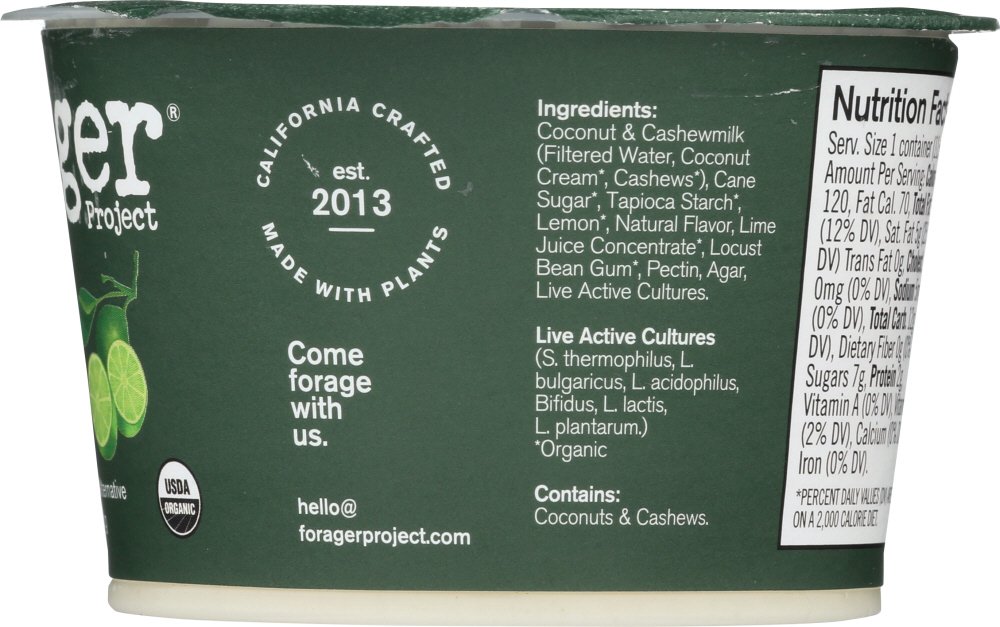 ger®
Project
CALIFORNIA CRAFTED
est.
2013
MADE WITH PLANTS
Come
forage
with
us.
hello@
foragerproject.com
USDA
ORGANIC
Ingredients:
Coconut & Cashewmilk
(Filtered Water, Coconut
Cream*, Cashews*), Cane
Sugar*, Tapioca Starch*,
Lemon*, Natural Flavor, Lime
Juice Concentrate*, Locust
Bean Gum*, Pectin, Agar,
Live Active Cultures.
Live Active Cultures
(S. thermophilus, L.
bulgaricus, L. acidophilus,
Bifidus, L. lactis,
L. plantarum.)
*Organic
Contains:
Coconuts & Cashews.
Nutrition
Serv. Size 1 container
Amount Per Serving:
120, Fat Cal. 70,
(12% DV), Sat. Fat
DV) Trans Fat 0g,
0mg (0% DV), Sodium
(0% DV), Total Carb.
DV), Dietary Fiber
Sugars 7g, Protein
Vitamin A (0% DV),
(2% DV), Calcium
Iron (0% DV).
*PERCENT DAILY VALUES
ON A 2,000 CALORIE DIET.